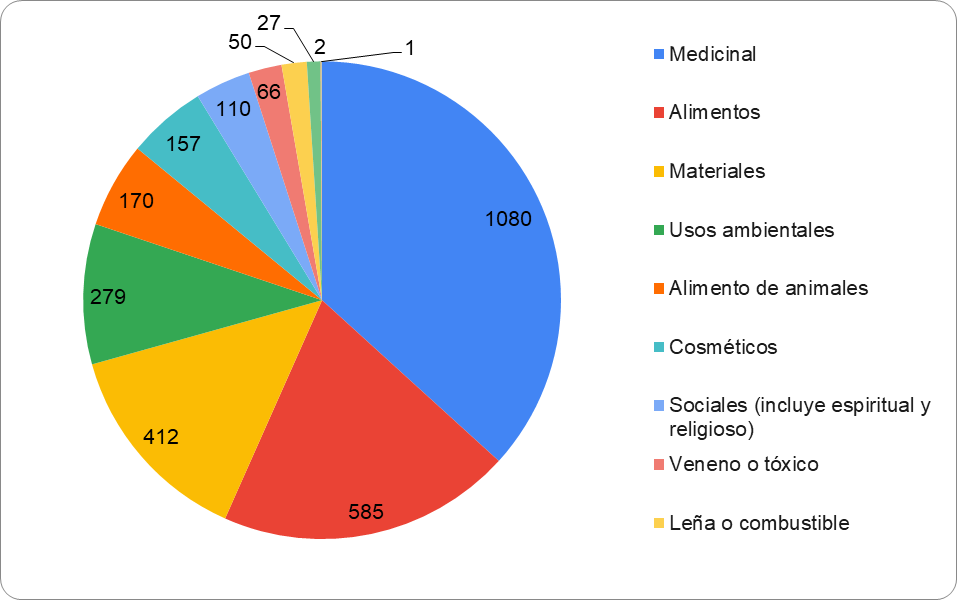 27
50
2
1
66
110
157
170
279
412
585
1080
Medicinal
Alimentos
Materiales
Usos ambientales
Alimento de animales
Cosméticos
Sociales (incluye espiritual y
religioso)
Veneno o tóxico
Leña o combustible